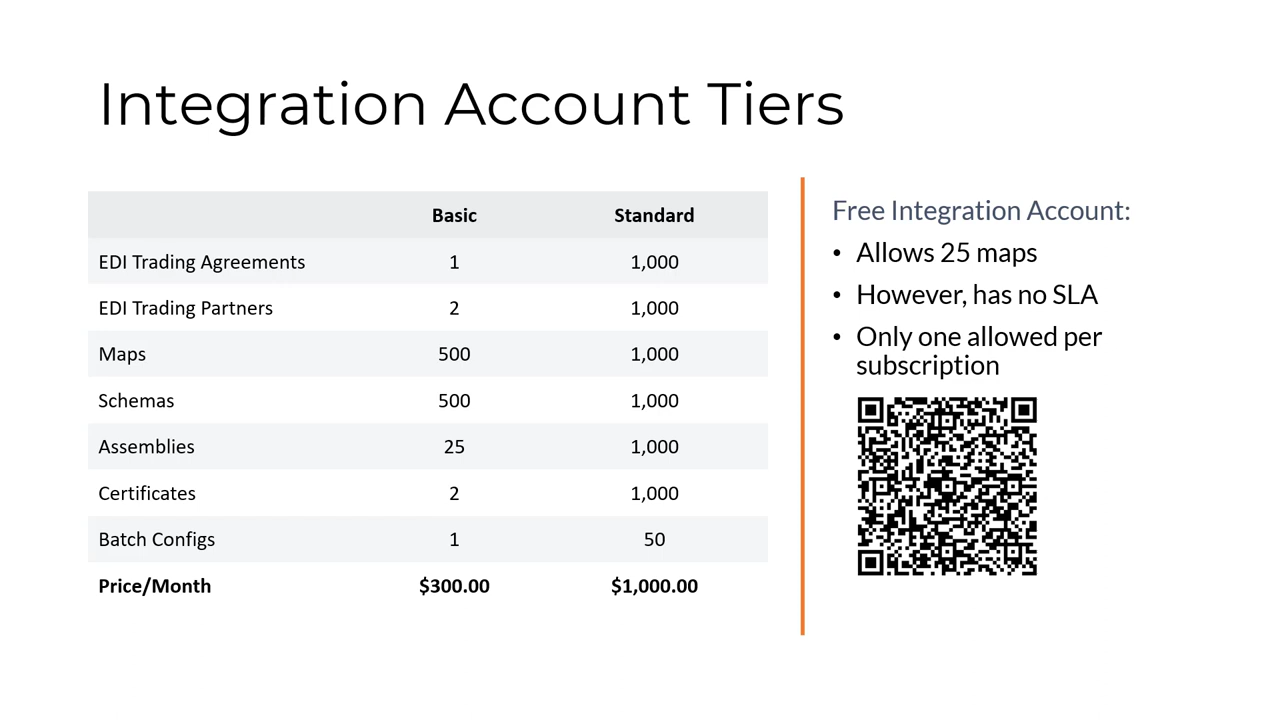 Integration Account Tiers
Basic Standard
EDI Trading Agreements 1 1,000
EDI Trading Partners 2 1,000
Maps 500 1,000
Schemas 500 1,000
Assemblies 25 1,000
Certificates 2 1,000
Batch Configs 1 50
Price/Month $300.00 $1,000.00
Free Integration Account:
• Allows 25 maps
• However, has no SLA
• Only one allowed per
subscription